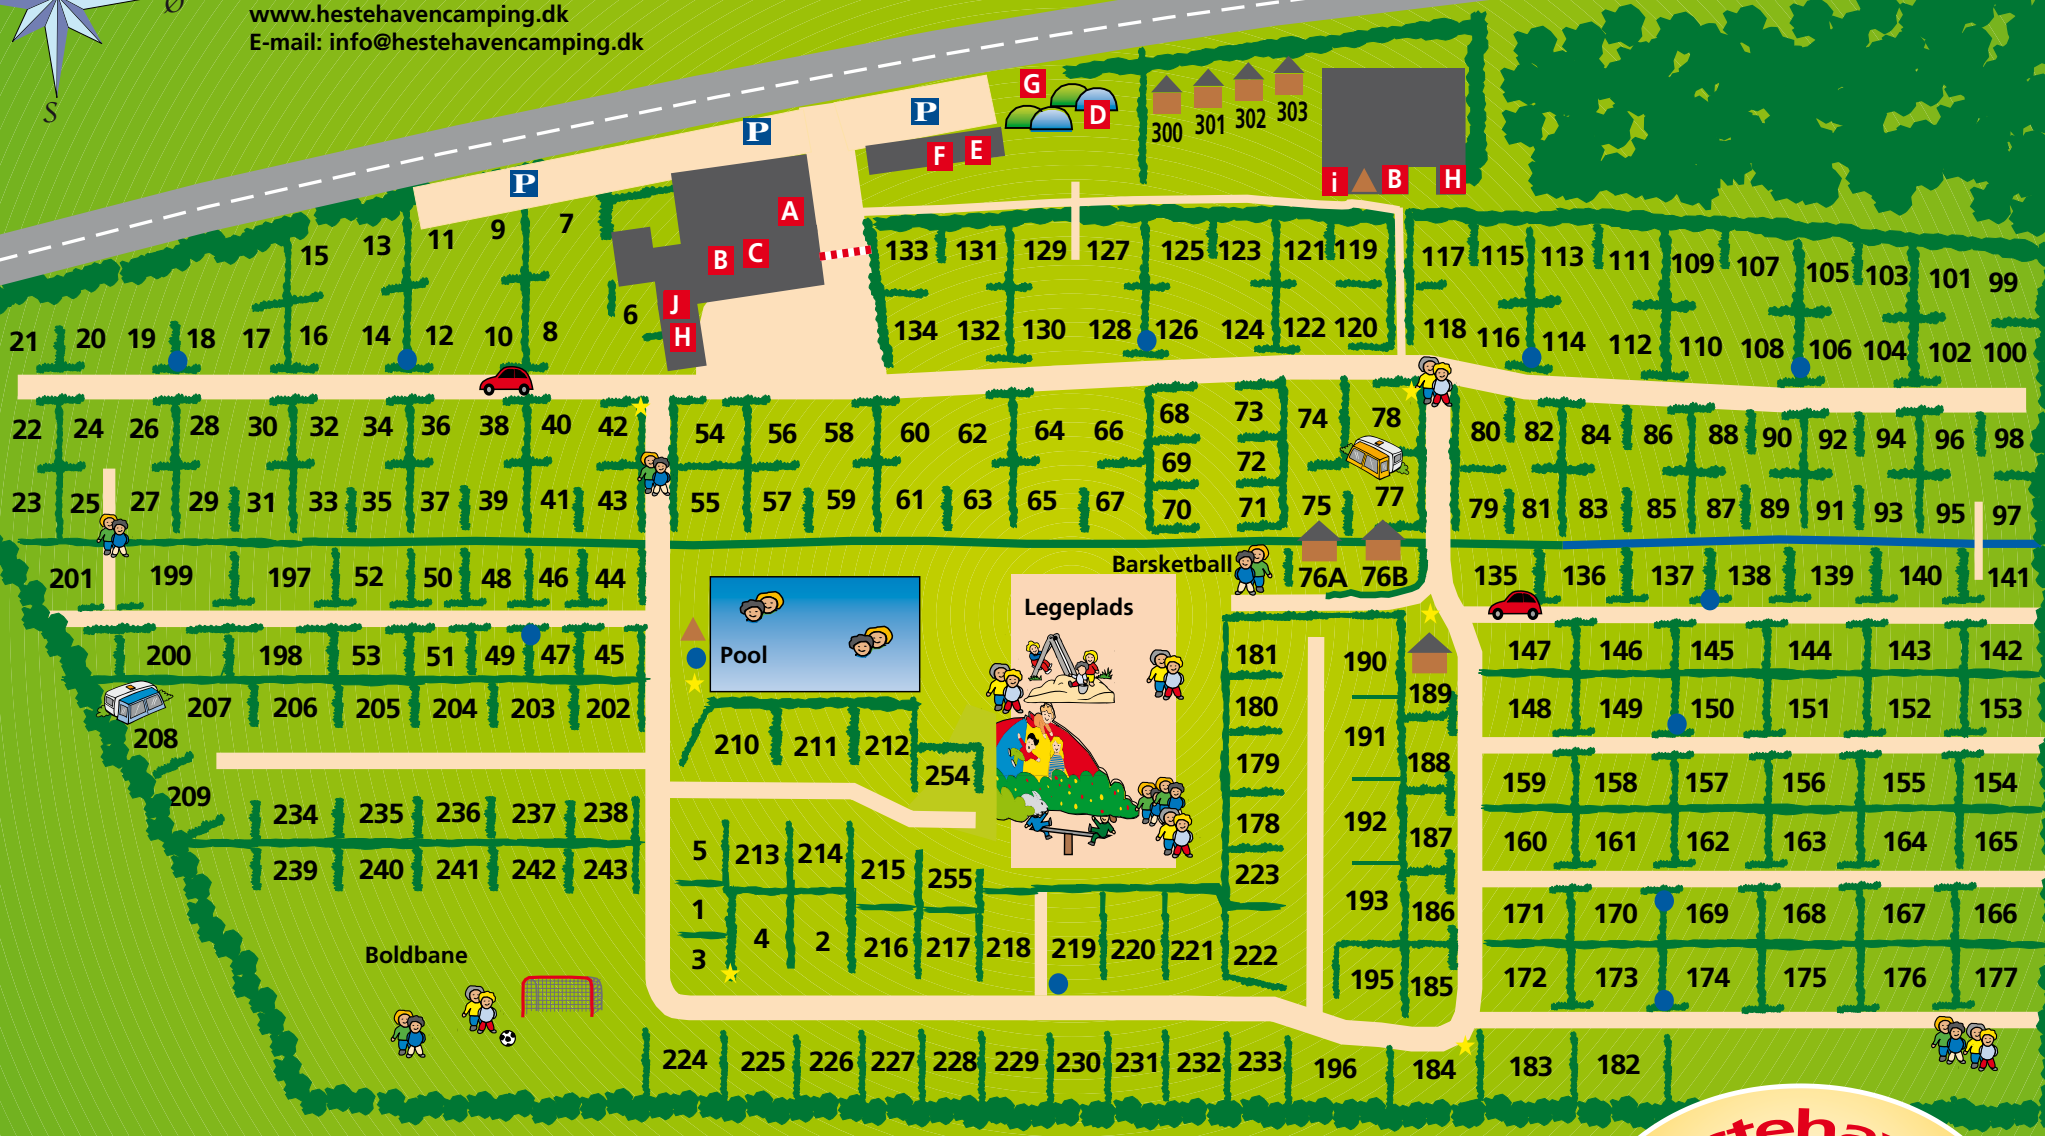 Ø
www.hestehavencamping.dk
E-mail: info@hestehavencamping.dk
S
G
D
P
P
F E
300 301 302 303
i B H
P
A
B C
J
H
15 13 11 9 7
133 131 129 127 125 123 121 119 117 115 113 111 109 107 105 103 101 99
21 20 19 18 17 16 14 12 10 8 6
134 132 130 128 126 124 122 120 118 116 114 112 110 108 106 104 102 100
22 24 26 28 30 32 34 36 38 40 42 54 56 58 60 62 64 66 68 73 74 78 80 82 84 86 88 90 92 94 96 98
69 72
23 25 27 29 31 33 35 37 39 41 43 55 57 59 61 63 65 67 70 71 75 77 79 81 83 85 87 89 91 93 95 97
Barsketball
201 199 197 52 50 48 46 44 76A 76B 135 136 137 138 139 140 141
Legeplads
Pool
200 198 53 51 49 47 45 181 190 147 146 145 144 143 142
207 206 205 204 203 202 180 189 148 149 150 151 152 153
208 210 211 212 191
254 179 188 159 158 157 156 155 154
209
234 235 236 237 238 178 192 187 160 161 162 163 164 165
5 213 214 215 255 223
239 240 241 242 243
1 193 186 171 170 169 168 167 166
4 2 216 217 218 219 220 221 222
3 195 185 172 173 174 175 176 177
Boldbane
224 225 226 227 228 229 230 231 232 233 196 184 183 182